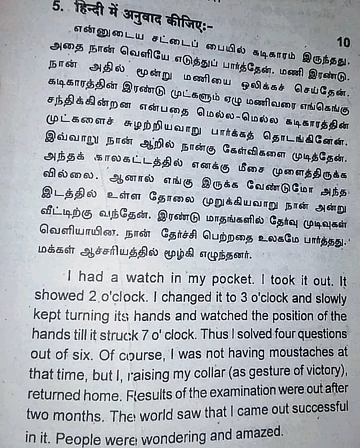 5. हिन्दी में अनुवाद कीजिए:-
என்னுடைய சட்டைப் பையில் கடிகாரம் இருந்தது.
அதை நான் வெளியே எடுத்துப் பார்த்தேன். மணி இரண்டு.
நான் அதில் மூன்று மணியை ஒலிக்கச் செய்தேன். 10
கடிகாரத்தின் இரண்டு முட்களும் ஏழு மணிவரை எங்கெங்கு
சந்திக்கின்றன என்பதை மெல்ல-மெல்ல கடிகாரத்தின்
முட்களைச் சுழற்றியவாறு பார்க்கத் தொடங்கினேன்.
இவ்வாறு நான் ஆறில் நான்கு கேள்விகளை முடித்தேன்.
அந்தக் காலகட்டத்தில் எனக்கு மீசை முளைத்திருக்க
வில்லை. ஆனால் எங்கு இருக்க வேண்டுமோ அந்த
இடத்தில் உள்ள தோலை முறுக்கியவாறு நான் அன்று
வீட்டிற்கு வந்தேன். இரண்டு மாதங்களில் தேர்வு முடிவுகள்
வெளியாயின. நான் தேர்ச்சி பெற்றதை உலகமே பார்த்தது.
மக்கள் ஆச்சரியத்தில் மூழ்கி எழுந்தனர்.
I had a watch in my pocket. I took it out. It
showed 2 o'clock. I changed it to 3 o'clock and slowly
kept turning its hands and watched the position of the
hands till it struck 7 o' clock. Thus I solved four questions
out of six. Of course, I was not having moustaches at
that time, but I, raising my collar (as gesture of victory),
returned home. Results of the examination were out after
two months. The world saw that I came out successful
in it. People were wondering and amazed.